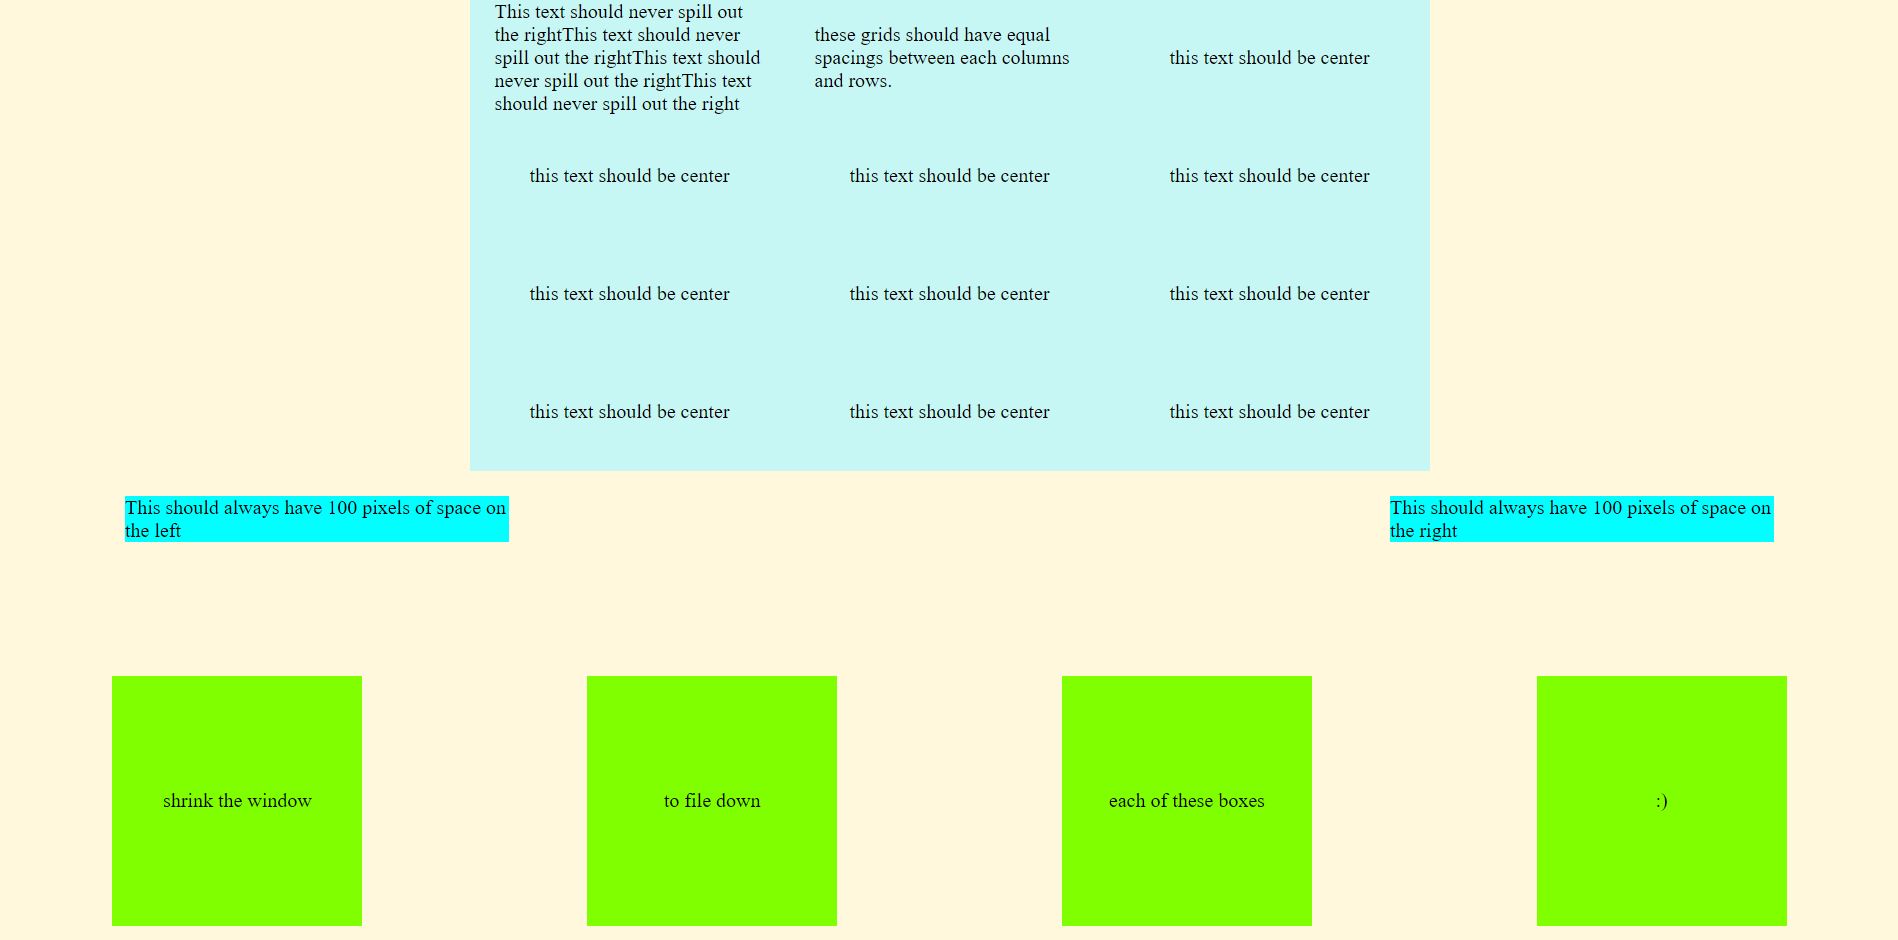 This text should never spill out
the rightThis text should never
spill out the rightThis text should
never spill out the rightThis text
should never spill out the right
these grids should have equal
spacings between each columns
and rows.
this text should be center
this text should be center
this text should be center
this text should be center
this text should be center
this text should be center
this text should be center
this text should be center
this text should be center
this text should be center
This should always have 100 pixels of space on
the left
This should always have 100 pixels of space on
the right
shrink the window
to file down
each of these boxes
:)